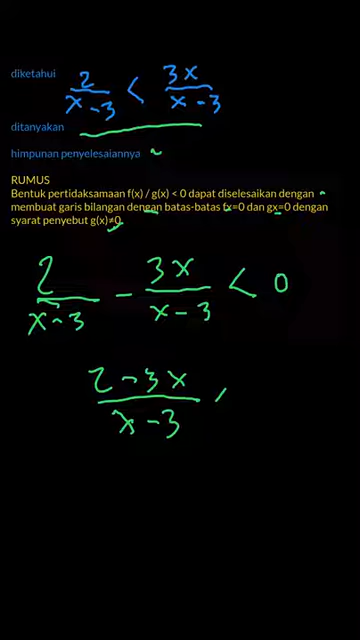 diketahui 2/(x-3) < 3x/(x-3)
ditanyakan
himpunan penyelesaiannya
RUMUS
Bentuk pertidaksamaan f(x) / g(x) < 0 dapat diselesaikan dengan
membuat garis bilangan dengan batas-batas fx=0 dan gx=0 dengan
syarat penyebut g(x)≠0
2/(x-3) - 3x/(x-3) < 0
2-3x/x-3